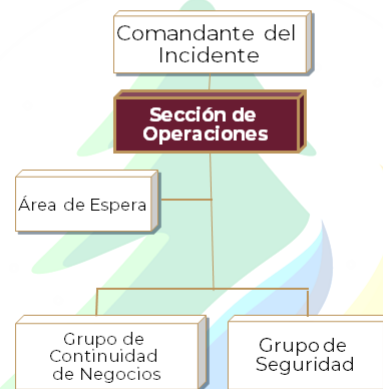 Comandante del
Incidente
Sección de
Operaciones
Área de Espera
Grupo de
Continuidad
de Negocios
Grupo de
Seguridad